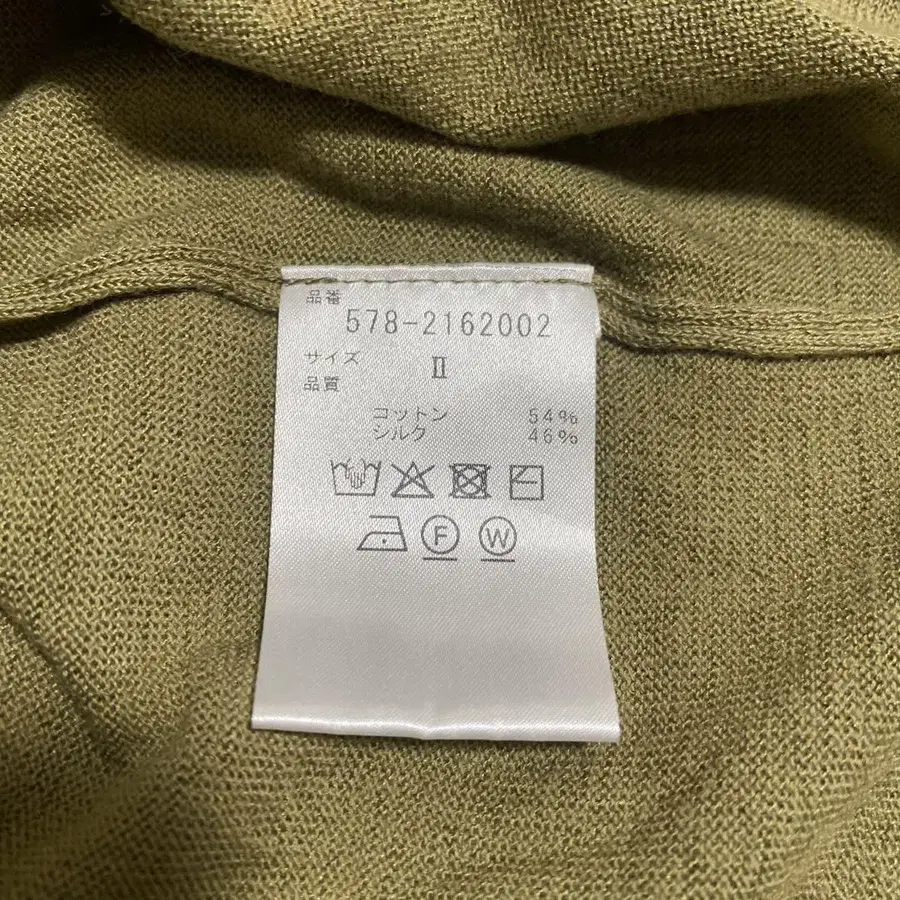 品番
578-2162002
サイズ Ⅱ
品質
コットン 54%
シルク 46%
F W